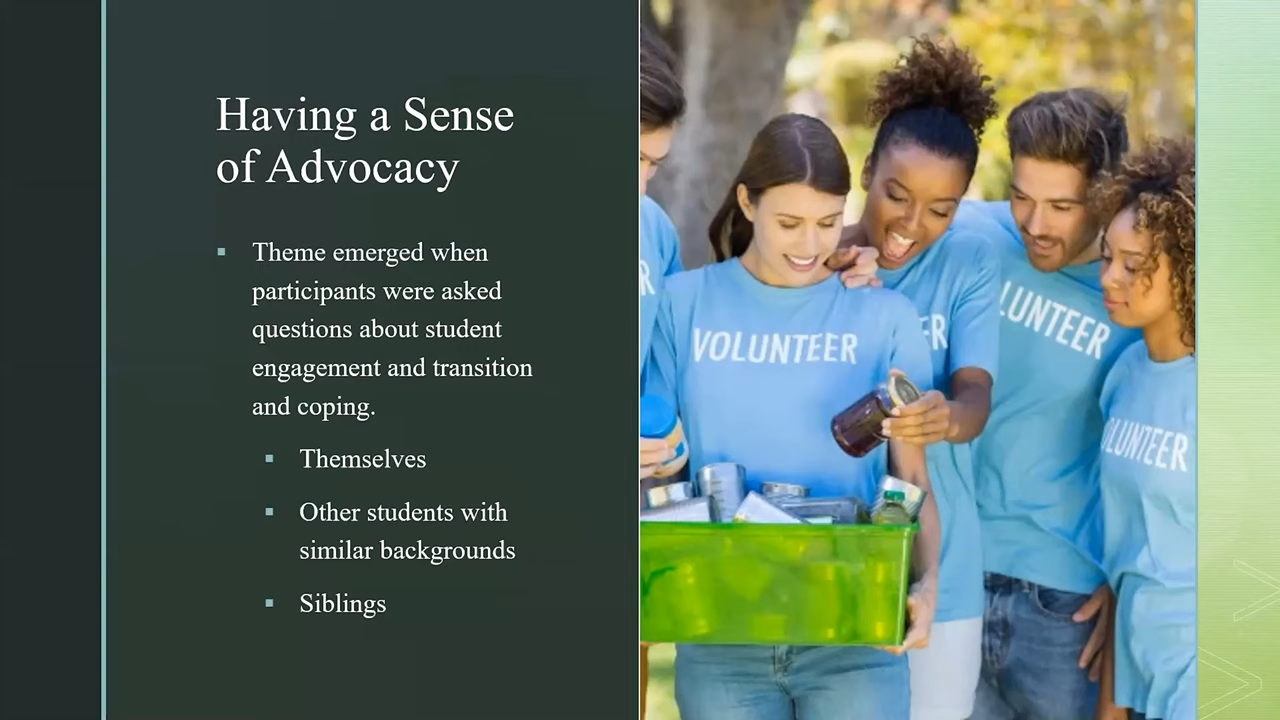 Having a Sense
of Advocacy
Theme emerged when
participants were asked
questions about student
engagement and transition
and coping.
Themselves
Other students with
similar backgrounds
Siblings
VOLUNTEER
LUNTEER
OLUNTEER
ER
R